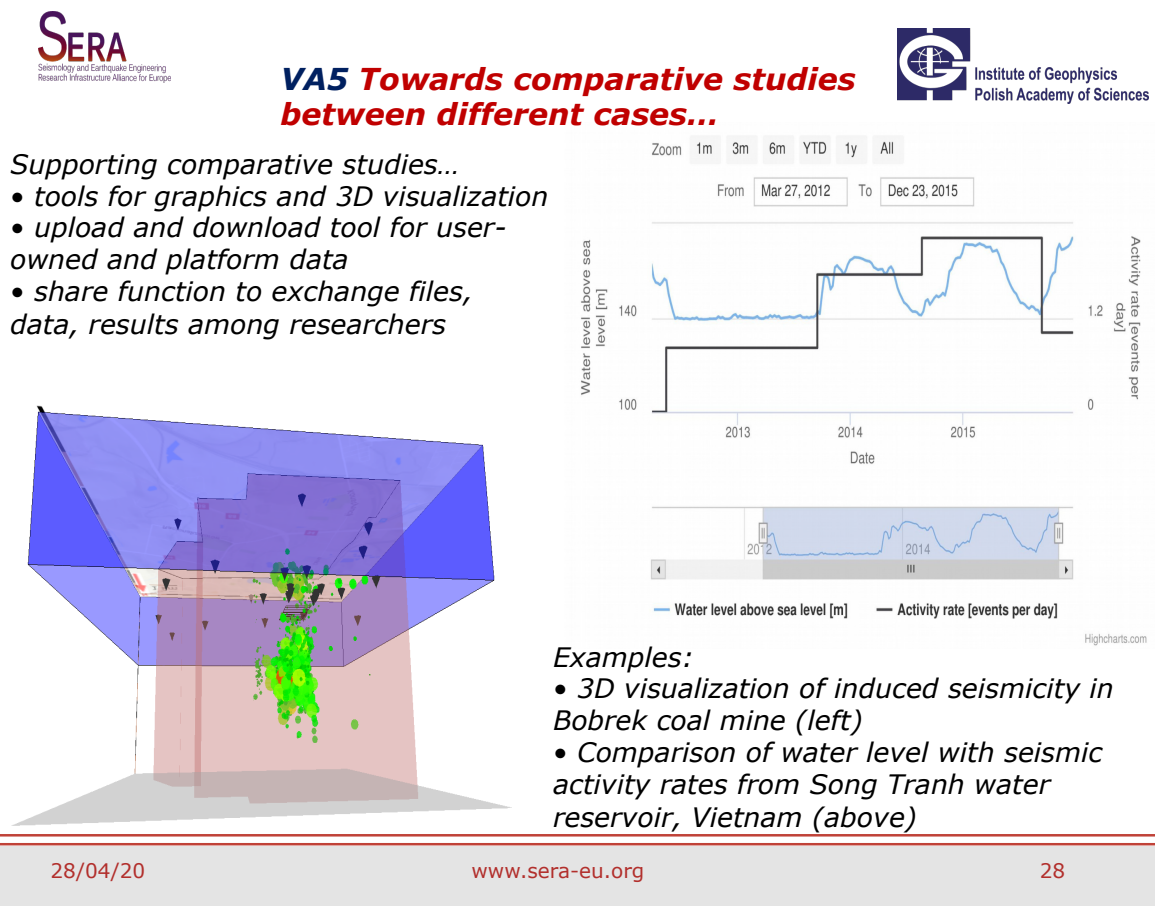 SERA
Seismology and Earthquake Engineering
Research Infrastructure Alliance for Europe
VA5 Towards comparative studies
between different cases…
Institute of Geophysics
Polish Academy of Sciences
Supporting comparative studies…
• tools for graphics and 3D visualization
• upload and download tool for user-
owned and platform data
• share function to exchange files,
data, results among researchers
Zoom 1m 3m 6m YTD 1y All
From Mar 27, 2012 To Dec 23, 2015
Water level above sea
level [m]
140
100
Activity rate [events per
day]
1.2
0
2013 2014 2015
Date
2012 2014
Water level above sea level [m] Activity rate [events per day]
Highcharts.com
Examples:
• 3D visualization of induced seismicity in
Bobrek coal mine (left)
• Comparison of water level with seismic
activity rates from Song Tranh water
reservoir, Vietnam (above)
28/04/20 www.sera-eu.org 28